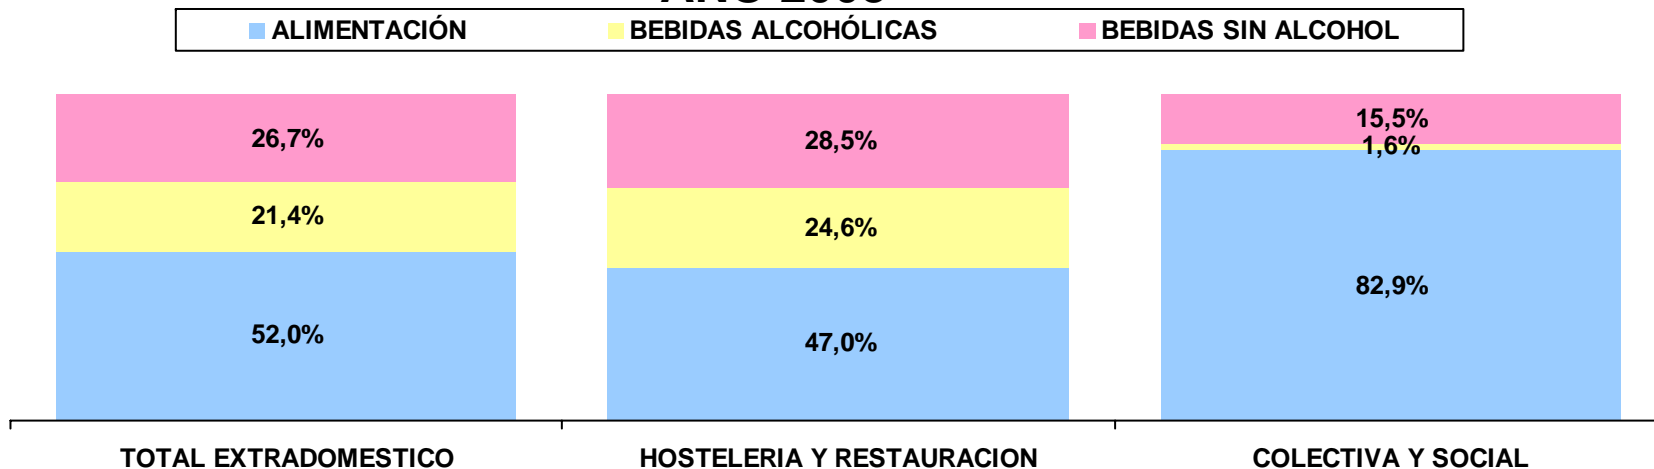 ALIMENTACIÓN BEBIDAS ALCOHÓLICAS BEBIDAS SIN ALCOHOL
26,7% 28,5% 15,5%
1,6%
21,4% 24,6%
82,9%
52,0% 47,0%
TOTAL EXTRADOMESTICO HOSTELERIA Y RESTAURACION COLECTIVA Y SOCIAL